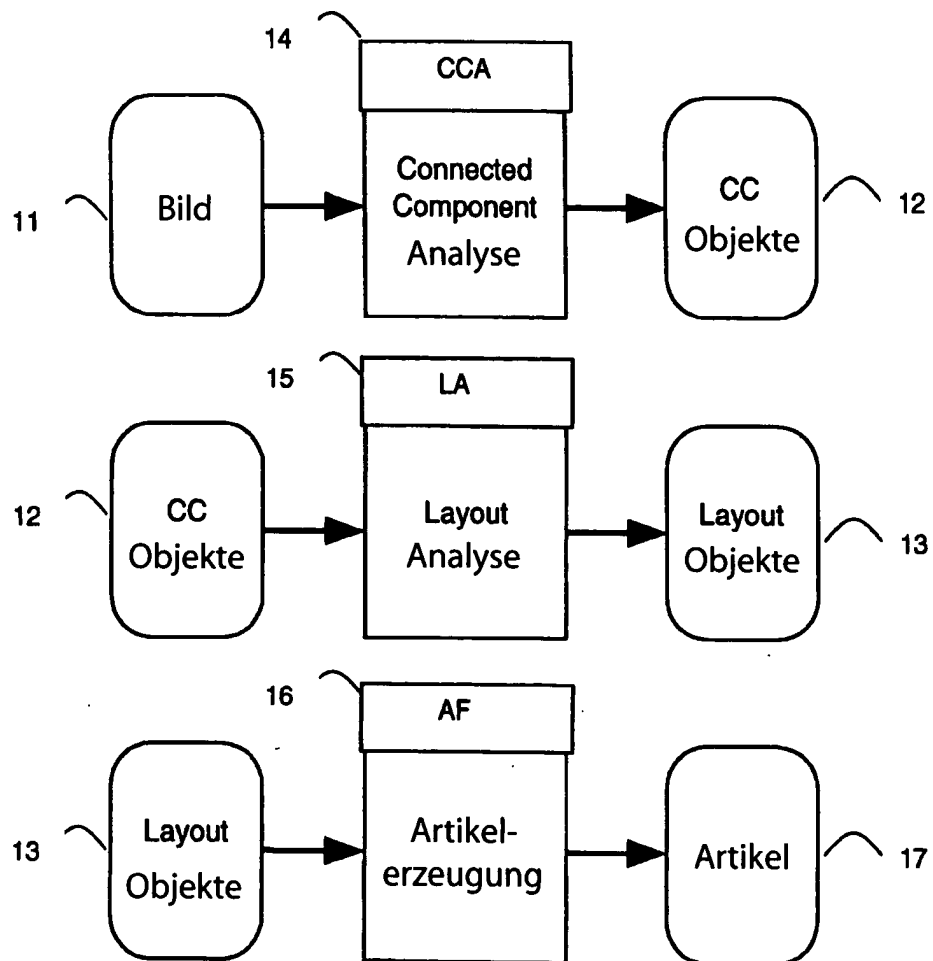 14
CCA
11
Bild
Connected
Component
Analyse
CC
Objekte
12
15
LA
12
CC
Objekte
Layout
Analyse
Layout
Objekte
13
16
AF
13
Layout
Objekte
Artikel-
erzeugung
Artikel
17